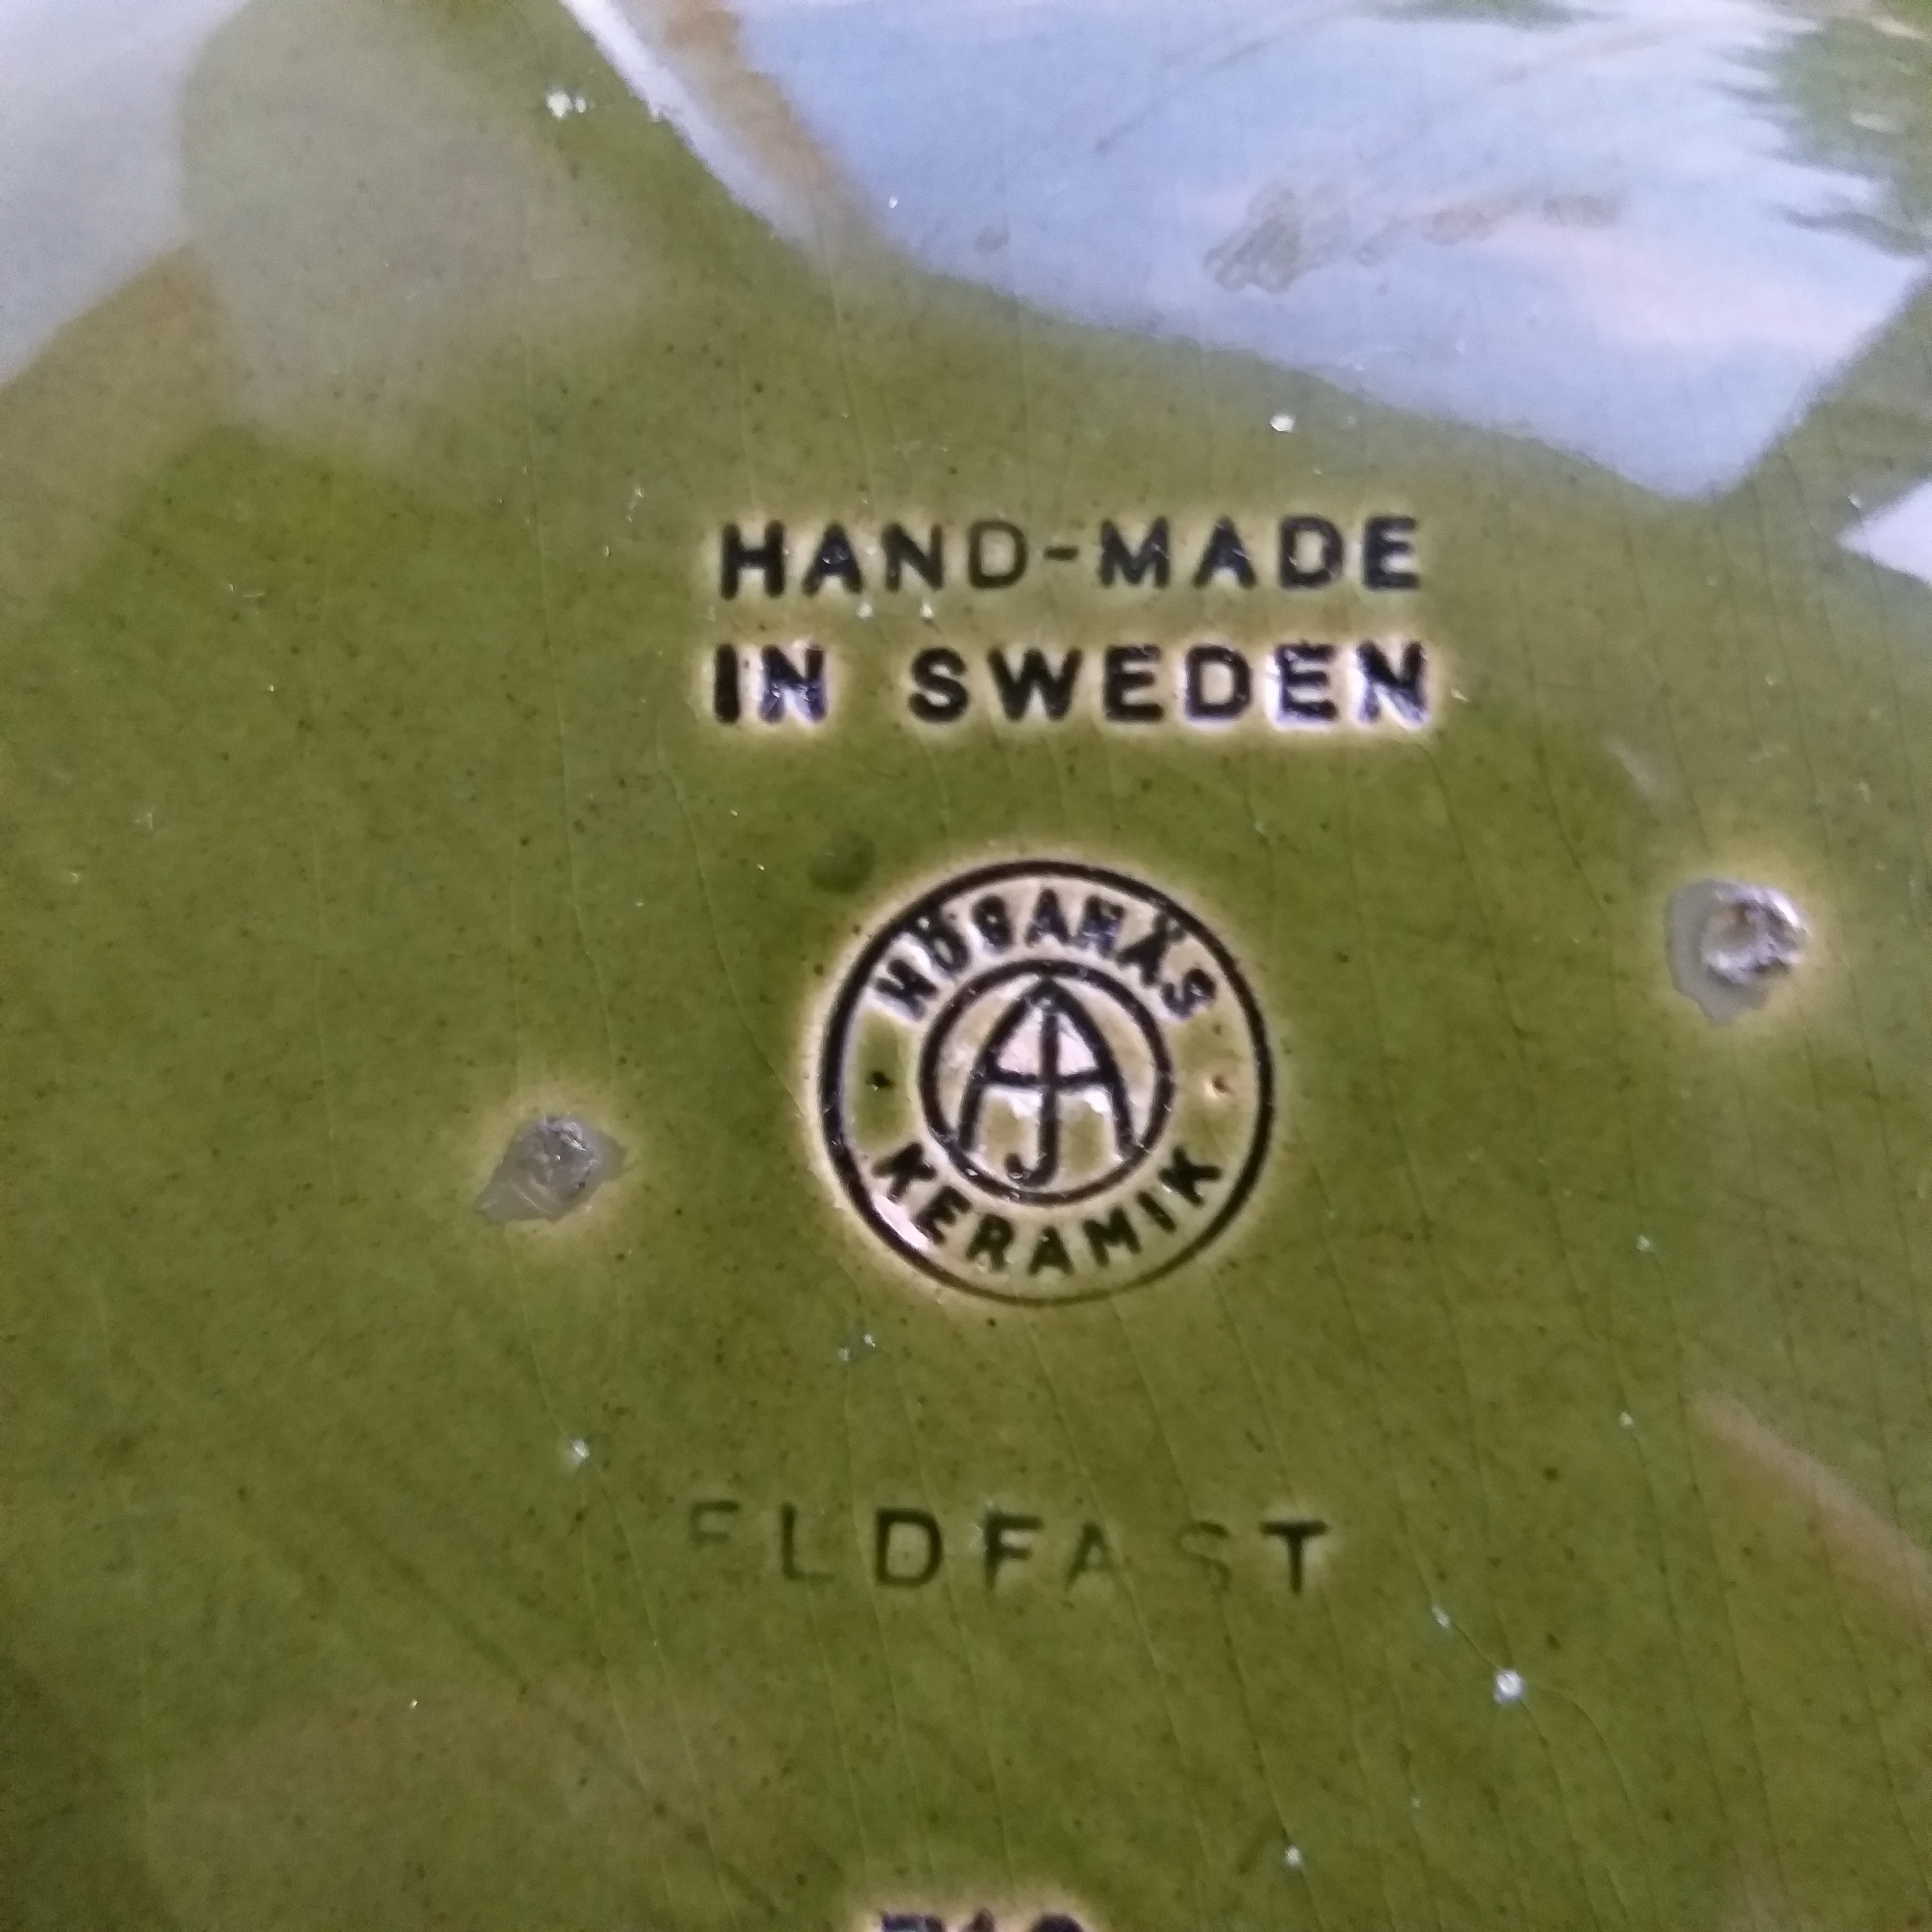 HAND-MADE
IN SWEDEN
HÖGANÄS
AJ
KERAMIK
ELDFAST